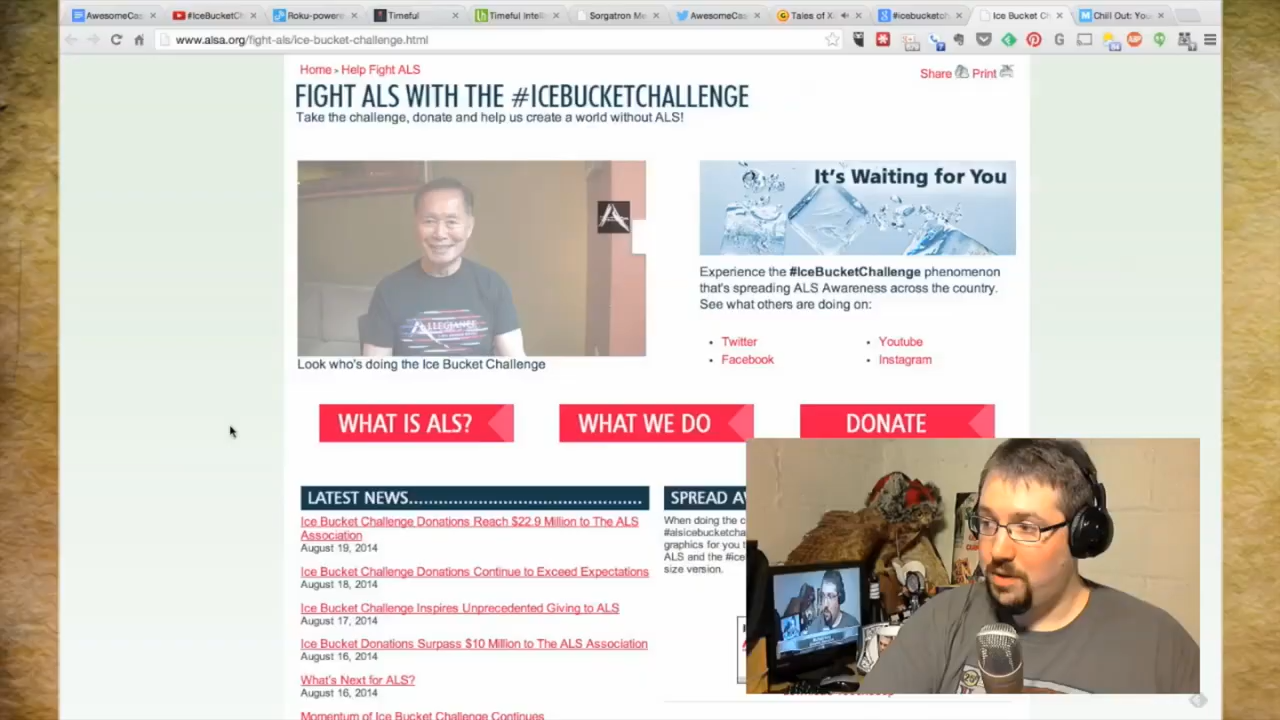 AwesomeCas
#IceBucketCh
Roku-powere
Timeful
Timeful Intel
Sorgatron Me
AwesomeCas
Tales of X
#icebucketch
Ice Bucket Ch
Chill Out: You
www.alsa.org/fight-als/ice-bucket-challenge.html
Home > Help Fight ALS
Share Print
FIGHT ALS WITH THE #ICEBUCKETCHALLENGE
Take the challenge, donate and help us create a world without ALS!
ALLEGIANCE
Look who's doing the Ice Bucket Challenge
It's Waiting for You
Experience the #IceBucketChallenge phenomenon
that's spreading ALS Awareness across the country.
See what others are doing on:
• Twitter
• Facebook
• Youtube
• Instagram
WHAT IS ALS?
WHAT WE DO
DONATE
LATEST NEWS
Ice Bucket Challenge Donations Reach $22.9 Million to The ALS
Association
August 19, 2014
Ice Bucket Challenge Donations Continue to Exceed Expectations
August 18, 2014
Ice Bucket Challenge Inspires Unprecedented Giving to ALS
August 17, 2014
Ice Bucket Donations Surpass $10 Million to The ALS Association
August 16, 2014
What's Next for ALS?
August 16, 2014
Momentum of Ice Bucket Challenge Continues
SPREAD A
When doing the c
#alsicebucketcha
graphics for you t
ALS and the #ice
size version.